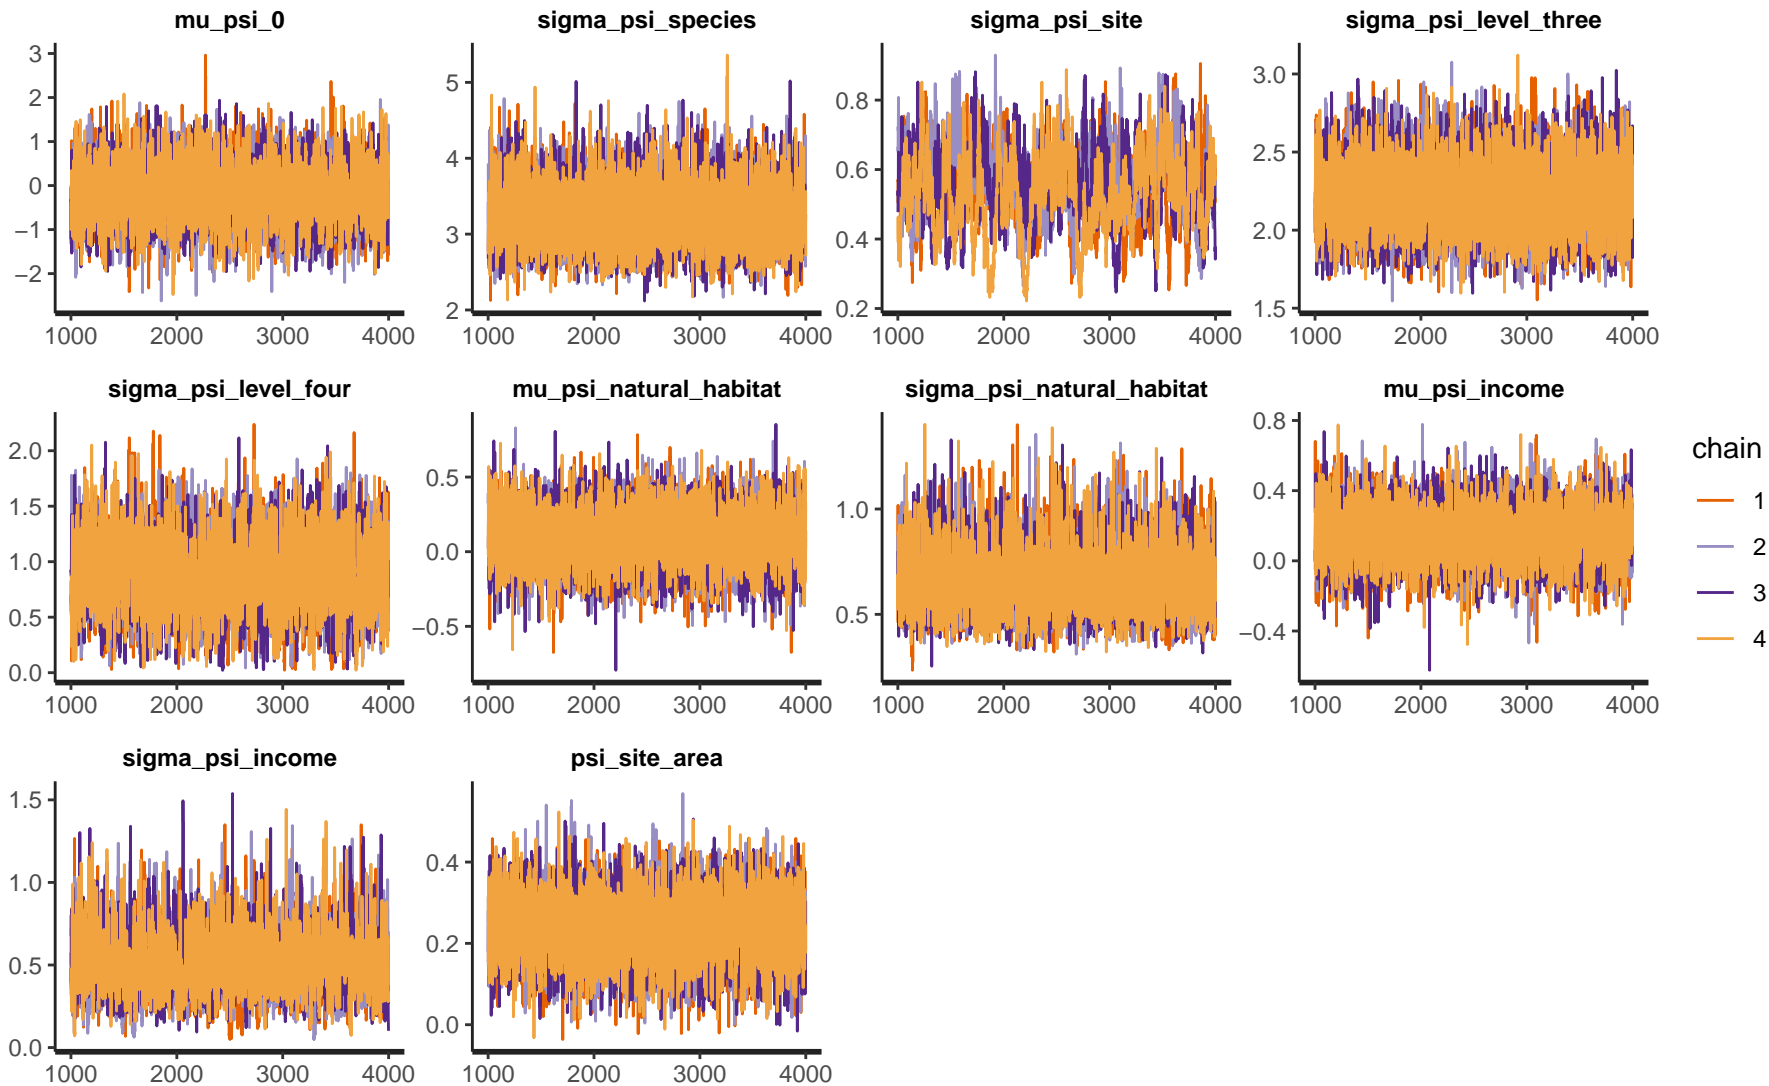 mu_psi_0
sigma_psi_species
sigma_psi_site
sigma_psi_level_three
3
2
1
0
−1
−2
1000 2000 3000 4000
5
4
3
2
1000 2000 3000 4000
0.8
0.6
0.4
0.2
1000 2000 3000 4000
3.0
2.5
2.0
1.5
1000 2000 3000 4000
sigma_psi_level_four
mu_psi_natural_habitat
sigma_psi_natural_habitat
mu_psi_income
2.0
1.5
1.0
0.5
0.0
1000 2000 3000 4000
0.5
0.0
−0.5
1000 2000 3000 4000
1.0
0.5
1000 2000 3000 4000
0.8
0.4
0.0
−0.4
1000 2000 3000 4000
chain
1
2
3
4
sigma_psi_income
psi_site_area
1.5
1.0
0.5
0.0
1000 2000 3000 4000
0.4
0.2
0.0
1000 2000 3000 4000